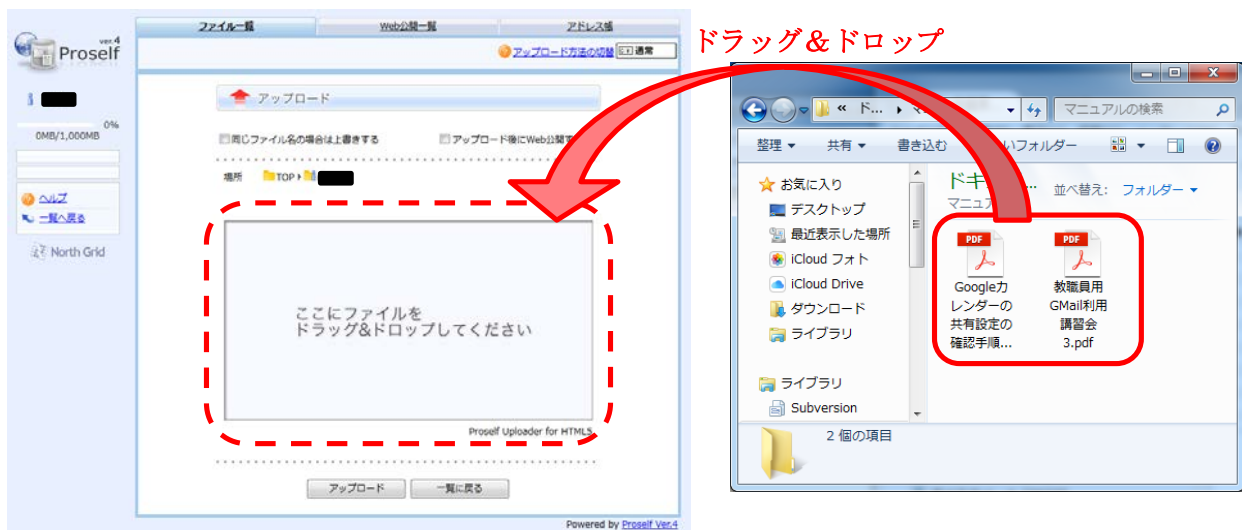 ver.4
Proself
0%
0MB/1,000MB
ヘルプ
一覧へ戻る
North Grid
ファイル一覧
Web公開一覧
アドレス帳
アップロード方法の切替
通常
アップロード
同じファイル名の場合は上書きする
アップロード後にWeb公開す
場所
TOP
ここにファイルを
ドラッグ&ドロップしてください
Proself Uploader for HTML5
アップロード
一覧に戻る
Powered by Proself Ver.4
ドラッグ&ドロップ
« ド...
マニュアルの検索
整理
共有
書き込む
いフォルダー
お気に入り
デスクトップ
最近表示した場所
iCloud フォト
iCloud Drive
ダウンロード
ライブラリ
ライブラリ
Subversion
ドキ
...
マニュア
並べ替え: フォルダー
PDF
Googleカ
レンダーの
共有設定の
確認手順...
PDF
教職員用
GMail利用
講習会
3.pdf
2 個の項目